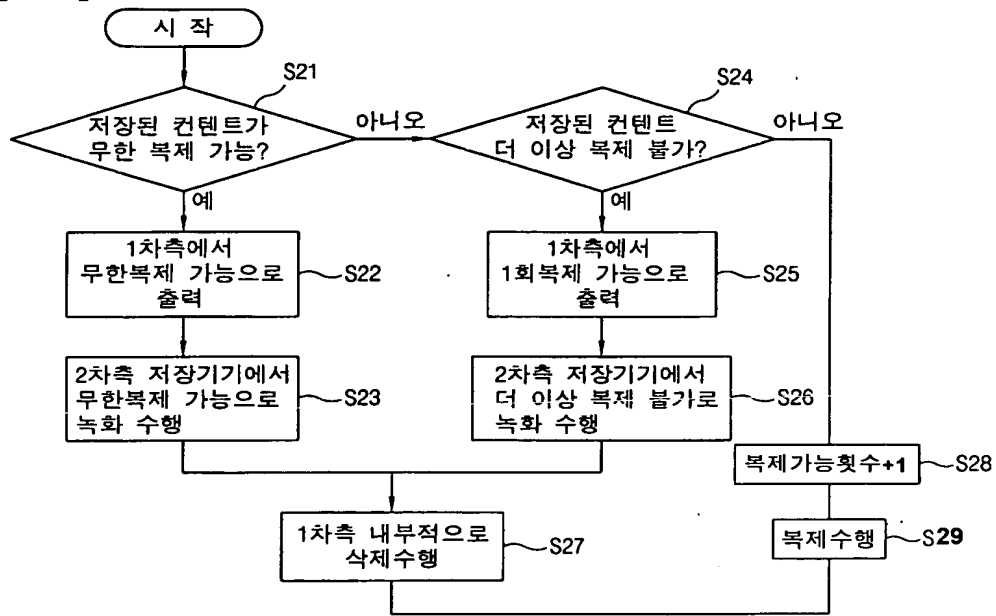 시 작
S21
저장된 컨텐트가
무한 복제 가능?
아니오
S24
저장된 컨텐트
더 이상 복제 불가?
아니오
예
예
1차측에서
무한복제 가능으로
출력
S22
1차측에서
1회복제 가능으로
출력
S25
2차측 저장기기에서
무한복제 가능으로
녹화 수행
S23
2차측 저장기기에서
더 이상 복제 불가로
녹화 수행
S26
복제가능횟수+1
S28
1차측 내부적으로
삭제수행
S27
복제수행
S29